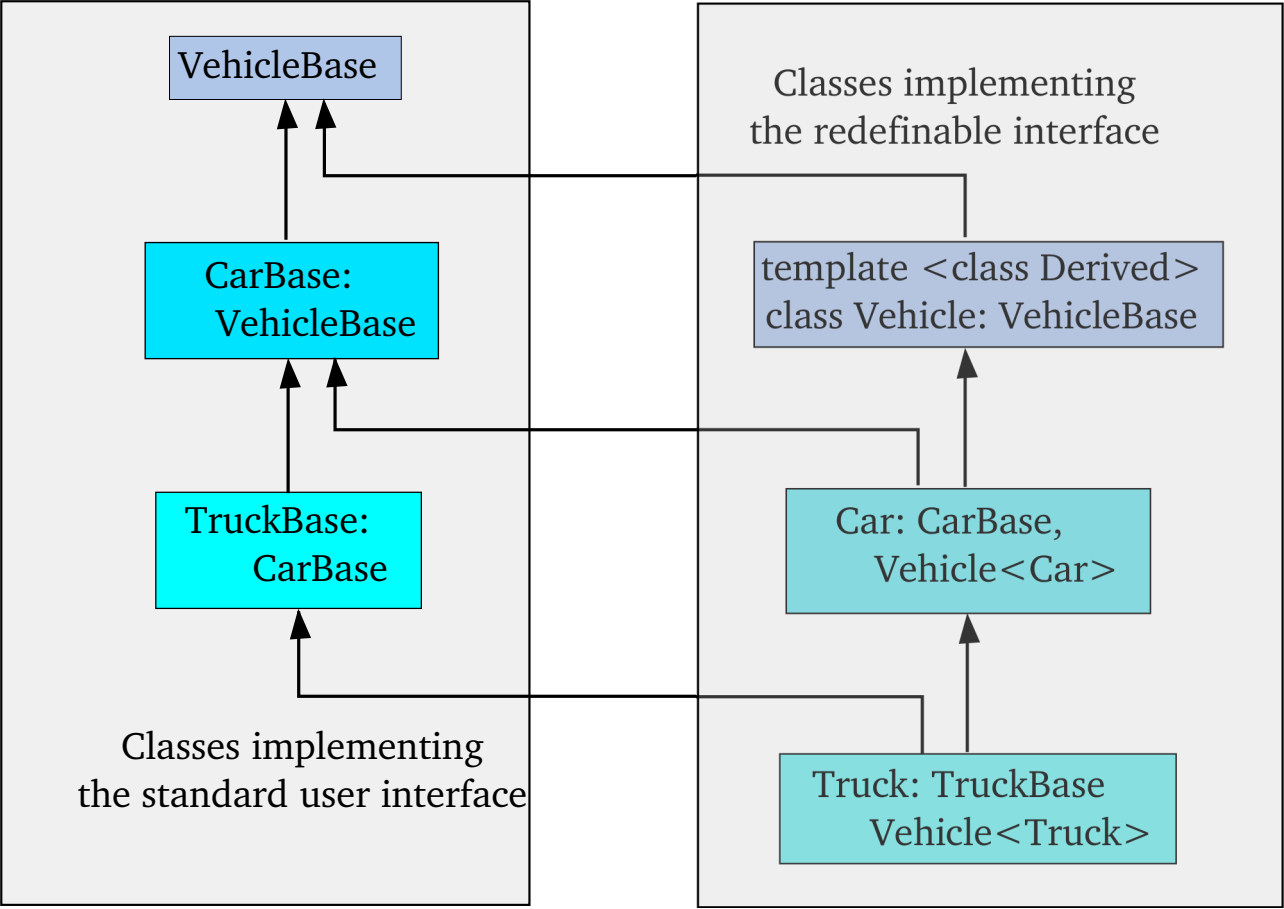 VehicleBase
CarBase:
VehicleBase
TruckBase:
CarBase
Classes implementing
the standard user interface
Classes implementing
the redefinable interface
template <class Derived>
class Vehicle: VehicleBase
Car: CarBase,
Vehicle<Car>
Truck: TruckBase
Vehicle<Truck>